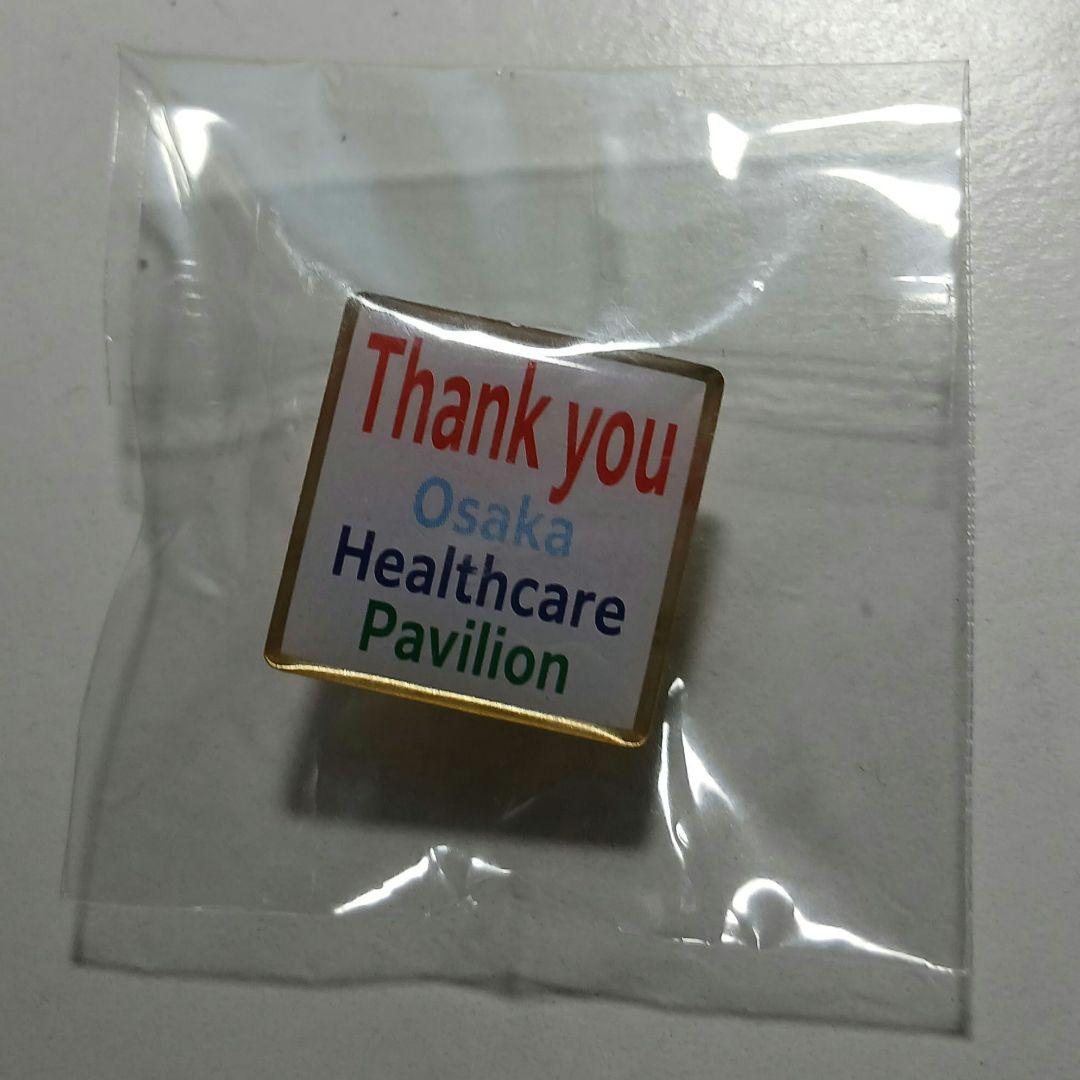 Thank you
Osaka
Healthcare
Pavilion